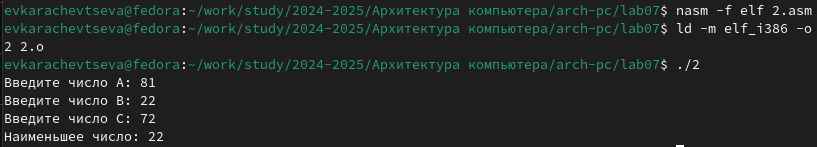 evkarachevtseva@fedora:~/work/study/2024-2025/Архитектура компьютера/arch-pc/lab07$ nasm -f elf 2.asm
evkarachevtseva@fedora:~/work/study/2024-2025/Архитектура компьютера/arch-pc/lab07$ ld -m elf_i386 -o
2 2.o
evkarachevtseva@fedora:~/work/study/2024-2025/Архитектура компьютера/arch-pc/lab07$ ./2
Введите число A: 81
Введите число B: 22
Введите число C: 72
Наименьшее число: 22